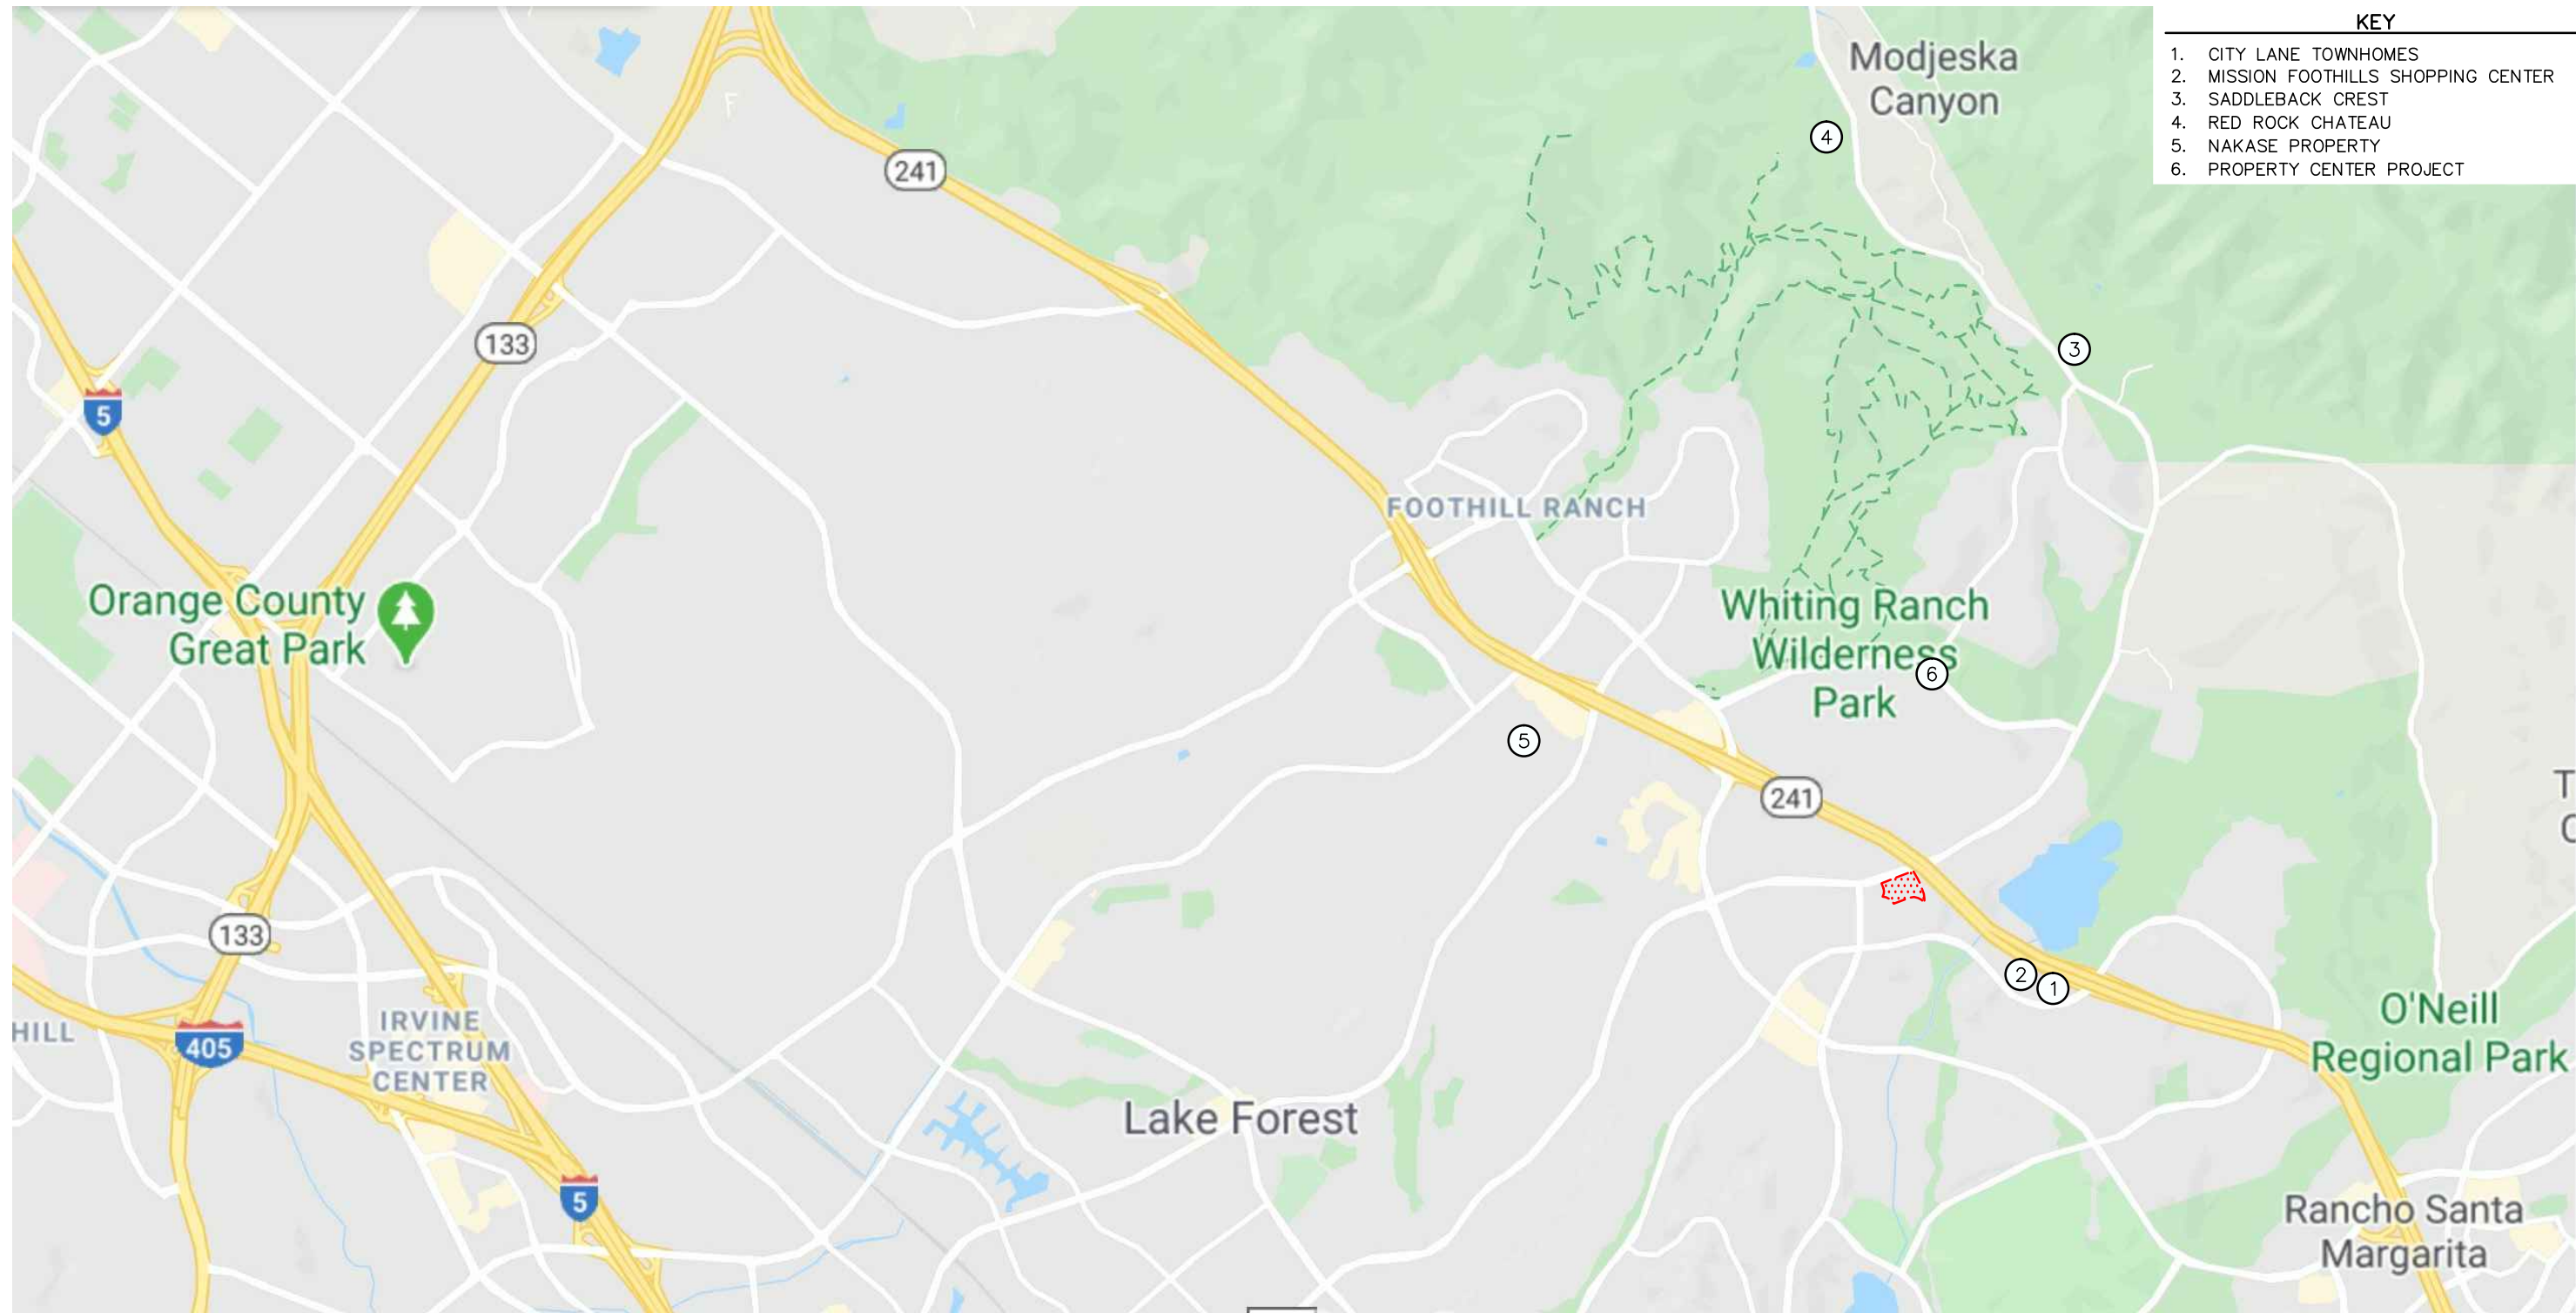 KEY
1. CITY LANE TOWNHOMES
2. MISSION FOOTHILLS SHOPPING CENTER
3. SADDLEBACK CREST
4. RED ROCK CHATEAU
5. NAKASE PROPERTY
6. PROPERTY CENTER PROJECT
Modjeska
Canyon
4
241
133
3
5
FOOTHILL RANCH
Orange County
Great Park
Whiting Ranch
Wilderness
Park
6
5
241
133
2
1
O'Neill
Regional Park
HILL
405
IRVINE
SPECTRUM
CENTER
Lake Forest
5
Rancho Santa
Margarita